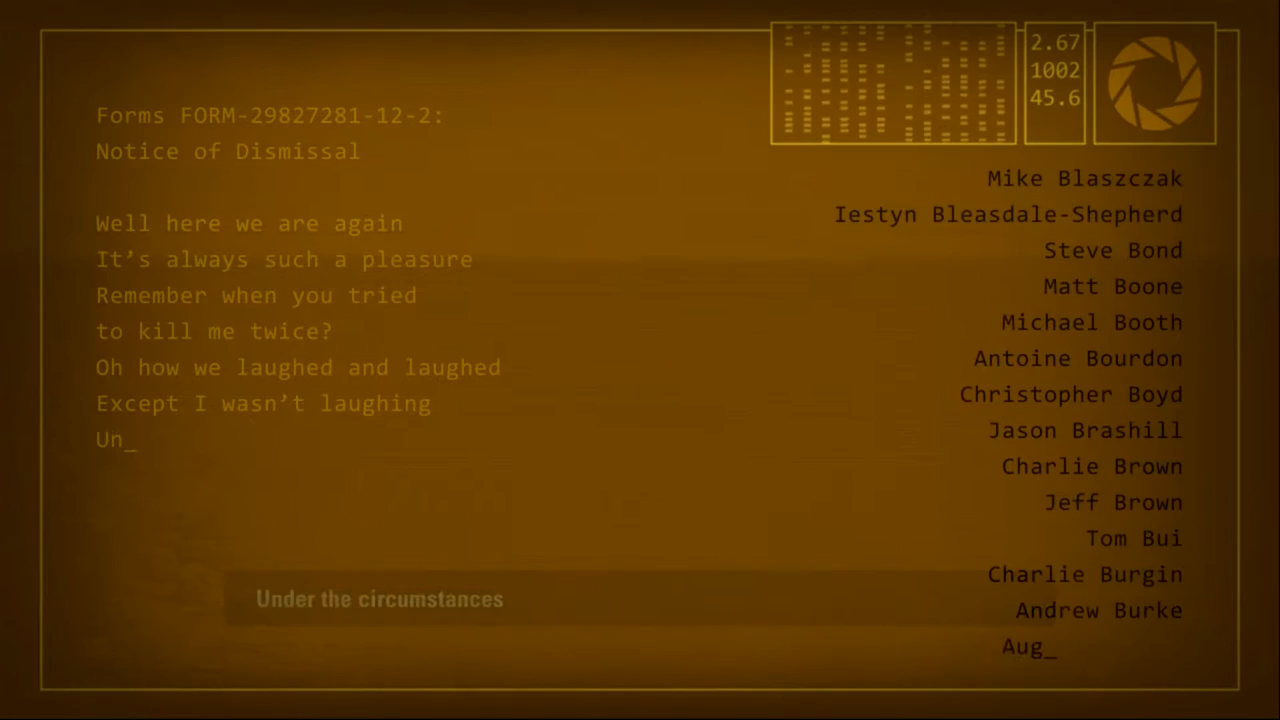 2.67
1002
45.6
Forms FORM-29827281-12-2:
Notice of Dismissal
Well here we are again
It’s always such a pleasure
Remember when you tried
to kill me twice?
Oh how we laughed and laughed
Except I wasn’t laughing
Un_
Under the circumstances
Mike Blaszczak
Iestyn Bleasdale-Shepherd
Steve Bond
Matt Boone
Michael Booth
Antoine Bourdon
Christopher Boyd
Jason Brashill
Charlie Brown
Jeff Brown
Tom Bui
Charlie Burgin
Andrew Burke
Aug_